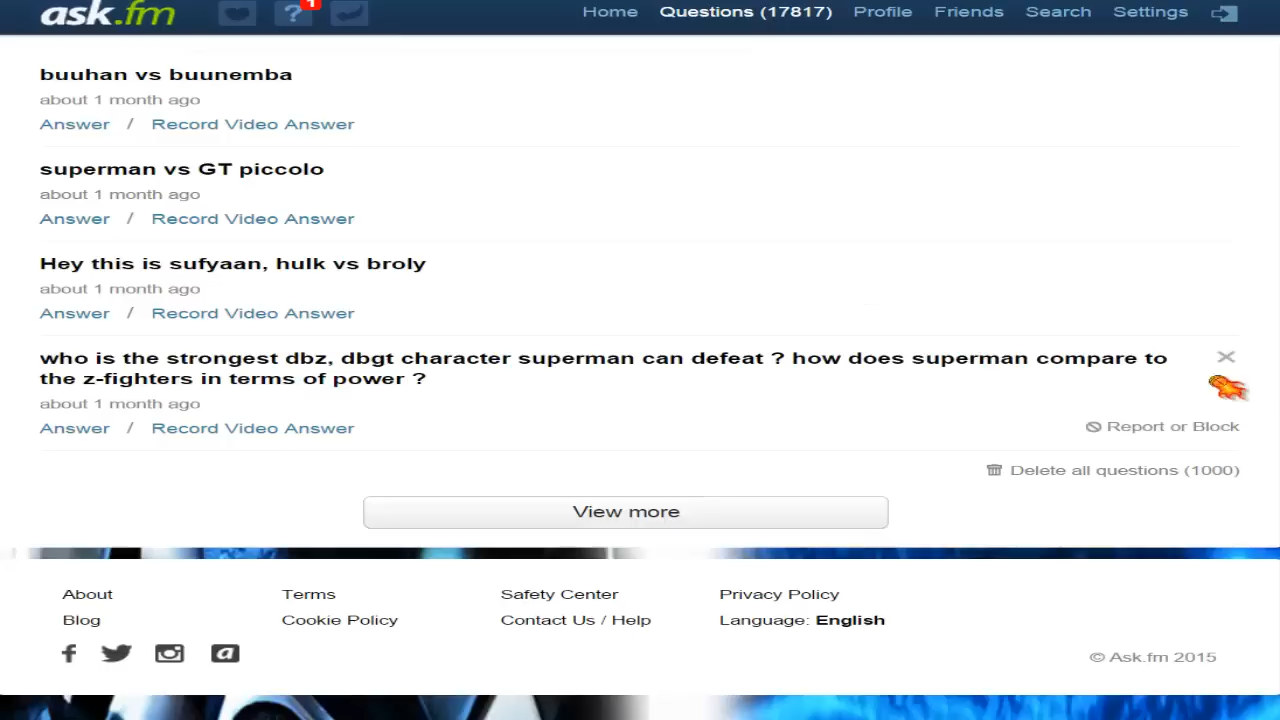 ask.fm ? 1 Home Questions (17817) Profile Friends Search Settings
buuhan vs buunemba
about 1 month ago
Answer / Record Video Answer
superman vs GT piccolo
about 1 month ago
Answer / Record Video Answer
Hey this is sufyaan, hulk vs broly
about 1 month ago
Answer / Record Video Answer
who is the strongest dbz, dbgt character superman can defeat ? how does superman compare to
the z-fighters in terms of power ?
about 1 month ago
Answer / Record Video Answer
Report or Block
Delete all questions (1000)
View more
About Terms Safety Center Privacy Policy
Blog Cookie Policy Contact Us / Help Language: English
© Ask.fm 2015